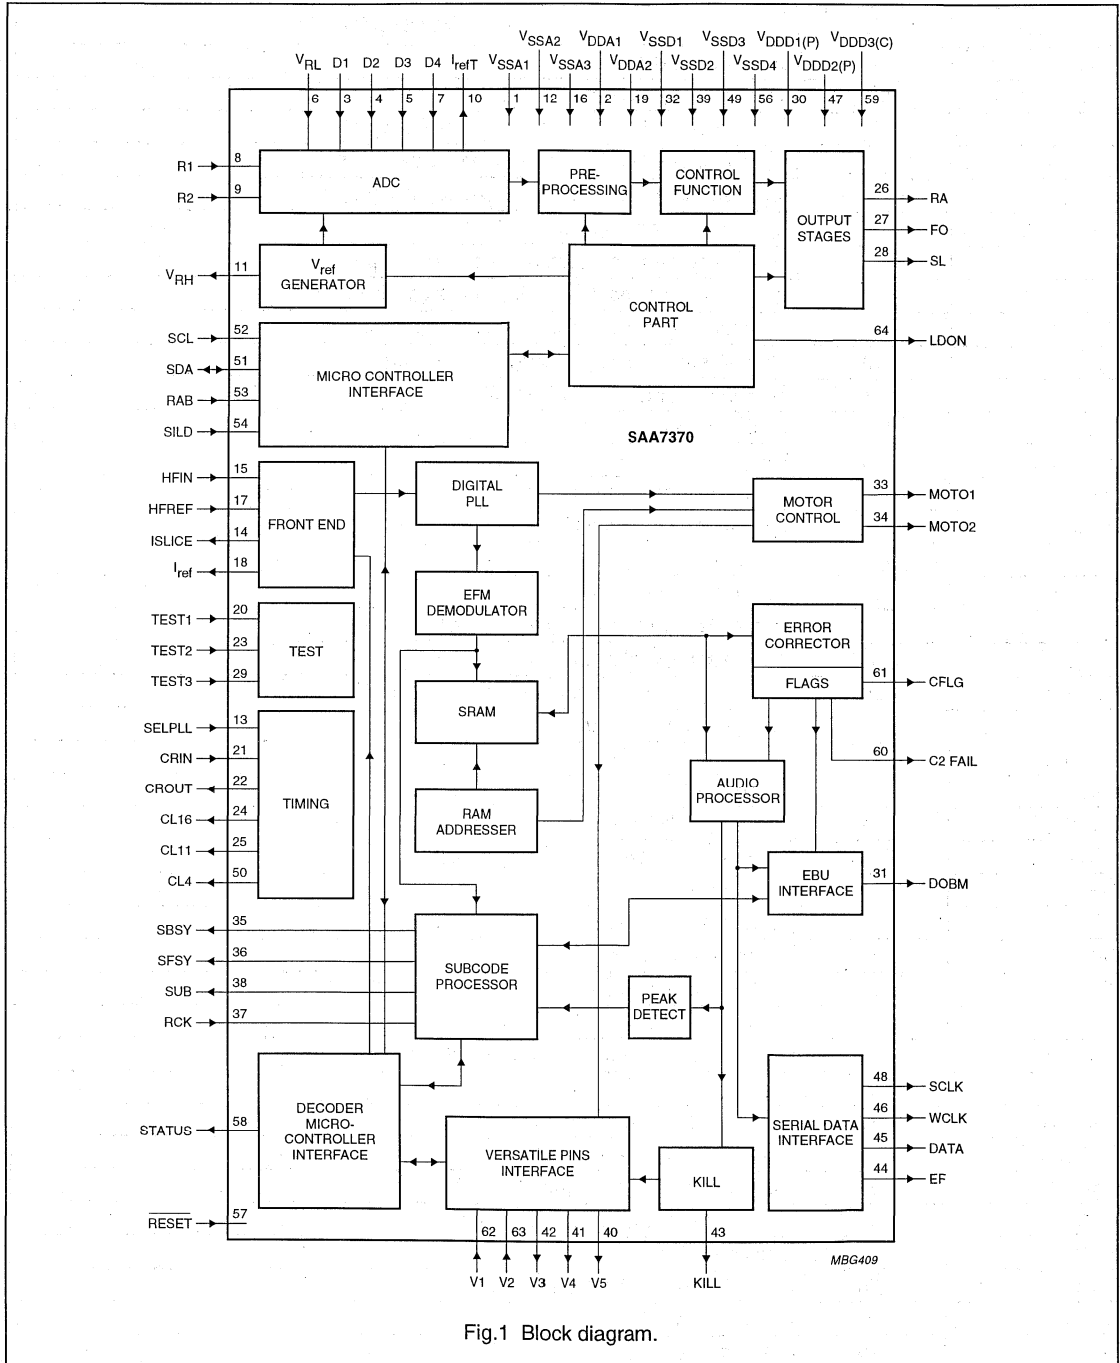 VSSA2 VDDA1 VSSD1 VSSD3 VDDD1(P) VDDD3(C)
VRL D1 D2 D3 D4 IrefT VSSA1 VSSA3 VDDA2 VSSD2 VSSD4 VDDD2(P)
6 3 4 5 7 10 1 12 16 2 19 32 39 49 56 30 47 59
R1 8
R2 9
ADC
PRE-
PROCESSING
CONTROL
FUNCTION
OUTPUT
STAGES
26 RA
27 FO
28 SL
VRH 11
Vref
GENERATOR
CONTROL
PART
64 LDON
SCL 52
SDA 51
RAB 53
SILD 54
MICRO CONTROLLER
INTERFACE
SAA7370
HFIN 15
HFREF 17
ISLICE 14
Iref 18
FRONT END
DIGITAL
PLL
MOTOR
CONTROL
33 MOTO1
34 MOTO2
EFM
DEMODULATOR
TEST1 20
TEST2 23
TEST3 29
TEST
ERROR
CORRECTOR
FLAGS
61 CFLG
60 C2 FAIL
SRAM
SELPLL 13
CRIN 21
CROUT 22
CL16 24
CL11 25
CL4 50
TIMING
RAM
ADDRESSER
AUDIO
PROCESSOR
EBU
INTERFACE
31 DOBM
SBSY 35
SFSY 36
SUB 38
RCK 37
SUBCODE
PROCESSOR
PEAK
DETECT
STATUS 58
DECODER
MICRO-
CONTROLLER
INTERFACE
VERSATILE PINS
INTERFACE
KILL
SERIAL DATA
INTERFACE
48 SCLK
46 WCLK
45 DATA
44 EF
RESET 57
62 63 42 41 40 43
V1 V2 V3 V4 V5 KILL
MBG409
Fig.1 Block diagram.